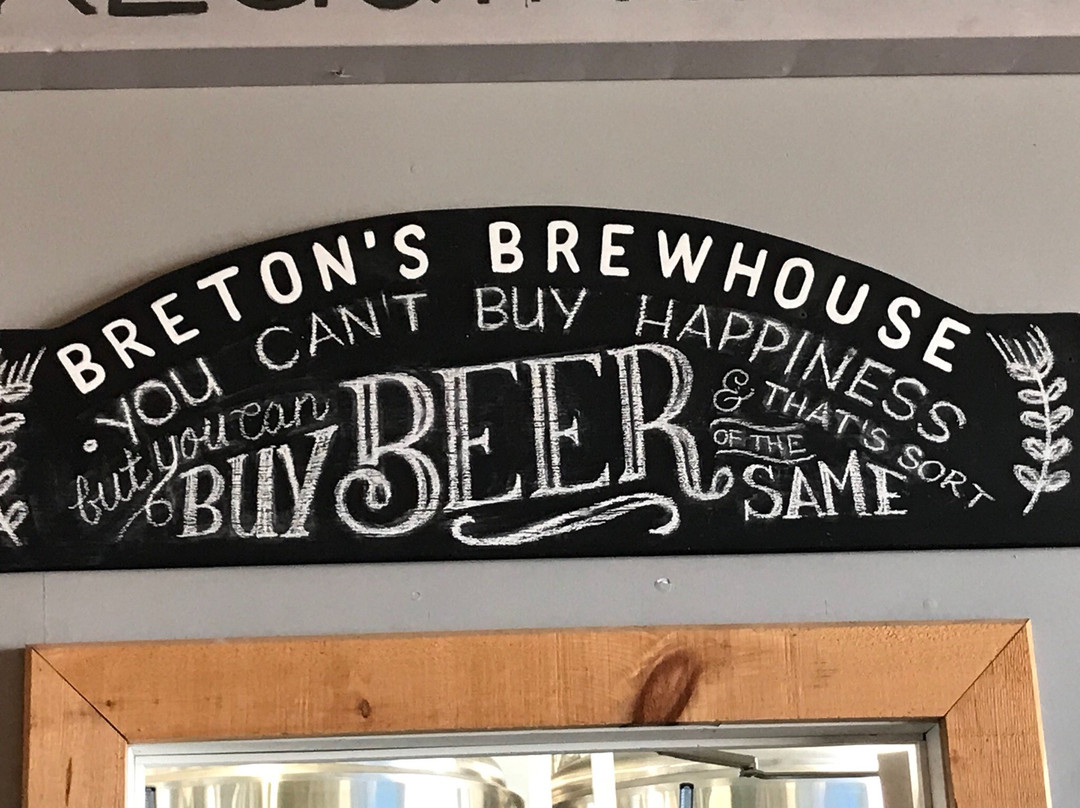 BRETON'S BREWHOUSE
YOU CAN'T BUY HAPPINESS
but you can
BUY BEER
& THAT'S SORT
OF THE
SAME